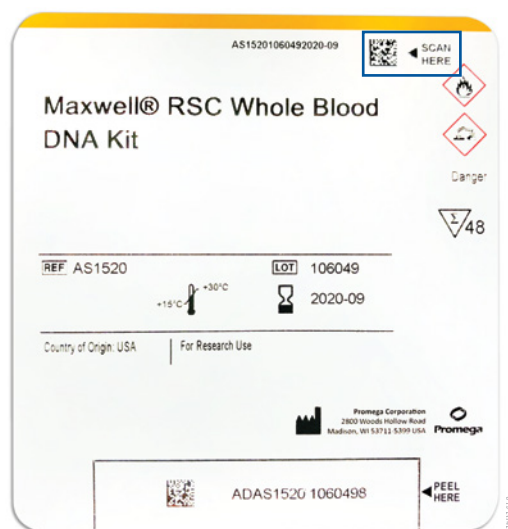 AS15201060492020-09
SCAN
HERE
Maxwell® RSC Whole Blood
DNA Kit
Danger
Σ
48
REF AS1520
LOT 106049
+15°C
+30°C
2020-09
Country of Origin: USA
For Research Use
Promega Corporation
2800 Woods Hollow Road
Madison, WI 53711-5399 USA
Promega
ADAS1520 1060498
PEEL
HERE